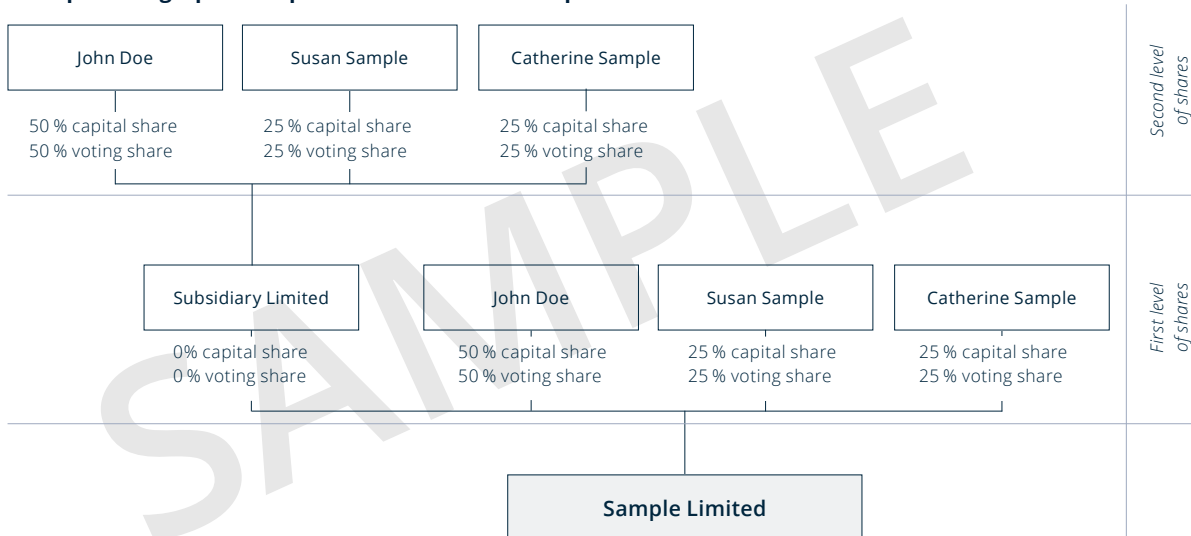 John Doe
Susan Sample
Catherine Sample
50 % capital share
50 % voting share
25 % capital share
25 % voting share
25 % capital share
25 % voting share
Second level
of shares
Subsidiary Limited
John Doe
Susan Sample
Catherine Sample
0% capital share
0 % voting share
50 % capital share
50 % voting share
25 % capital share
25 % voting share
25 % capital share
25 % voting share
First level
of shares
Sample Limited
SAMPLE